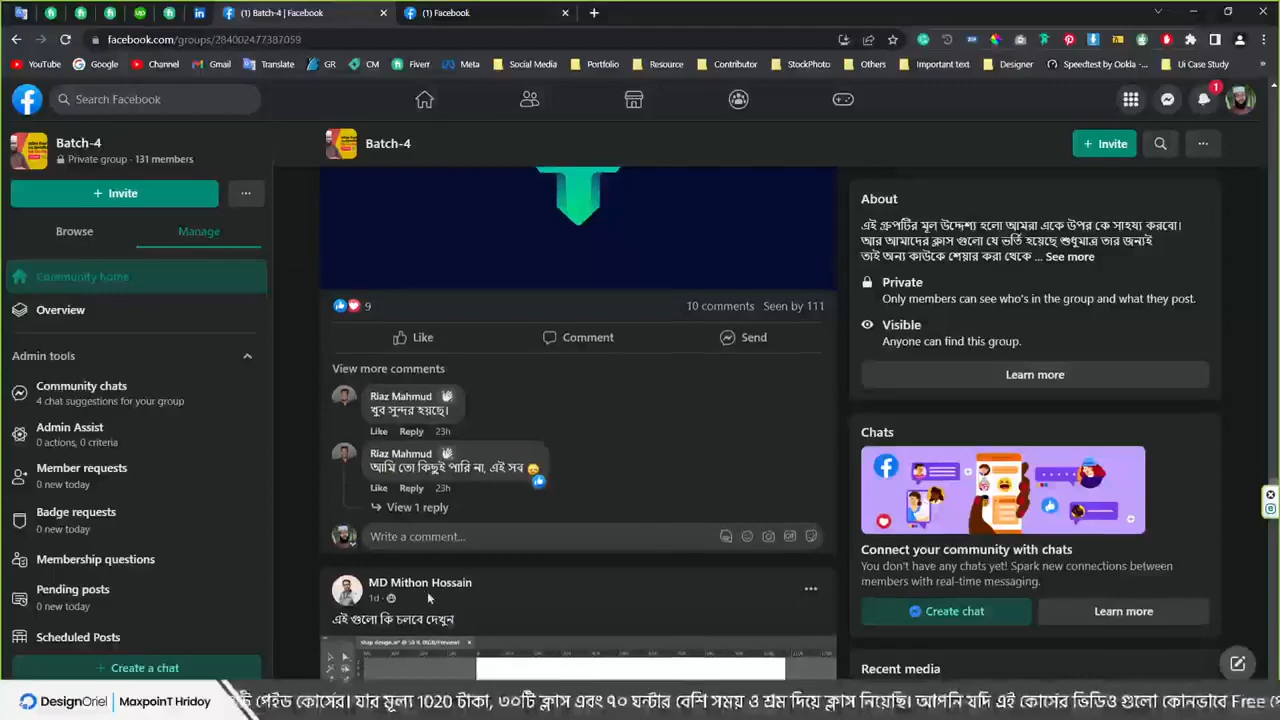 (1) Batch-4 | Facebook
(1) Facebook
facebook.com/groups/284002477387059
YouTube
Google
Channel
Gmail
Translate
GR
CM
Fiverr
Meta
Social Media
Portfolio
Resource
Contributor
StockPhoto
Others
Important text
Designer
Speedtest by Ookla -...
Ui Case Study
Search Facebook
1
Batch-4
Private group · 131 members
+ Invite
Browse
Manage
Community home
Overview
Admin tools
Community chats
4 chat suggestions for your group
Admin Assist
0 actions, 0 criteria
Member requests
0 new today
Badge requests
0 new today
Membership questions
Pending posts
0 new today
Scheduled Posts
+ Create a chat
Batch-4
+ Invite
9
10 comments Seen by 111
Like
Comment
Send
View more comments
Riaz Mahmud
খুব সুন্দর হয়ছে।
Like Reply 23h
Riaz Mahmud
আমি তো কিছুই পারি না, এই সব
Like Reply 23h
View 1 reply
Write a comment...
MD Mithon Hossain
1d
এই গুলো কি চলবে দেখুন
About
এই গ্রুপটির মূল উদ্দেশ্য হলো আমরা একে উপর কে সাহয্য করবো।
আর আমাদের ক্লাস গুলো যে ভর্তি হয়েছে শুধুমাত্র তার জন্যই
তাই অন্য কাউকে শেয়ার করা থেকে ... See more
Private
Only members can see who's in the group and what they post.
Visible
Anyone can find this group.
Learn more
Chats
Connect your community with chats
You don't have any chats yet! Spark new connections between
members with real-time messaging.
Create chat
Learn more
Recent media
DesignOriel | MaxpoinT Hridoy
টি পেইড কোর্সের। যার মূল্য 1020 টাকা, ৩০টি ক্লাস এবং ৭০ ঘন্টার বেশি সময় ও শ্রম দিয়ে ক্লাস নিয়েছি। আপনি যদি এই কোর্সের ভিডিও গুলো কোনভাবে Free